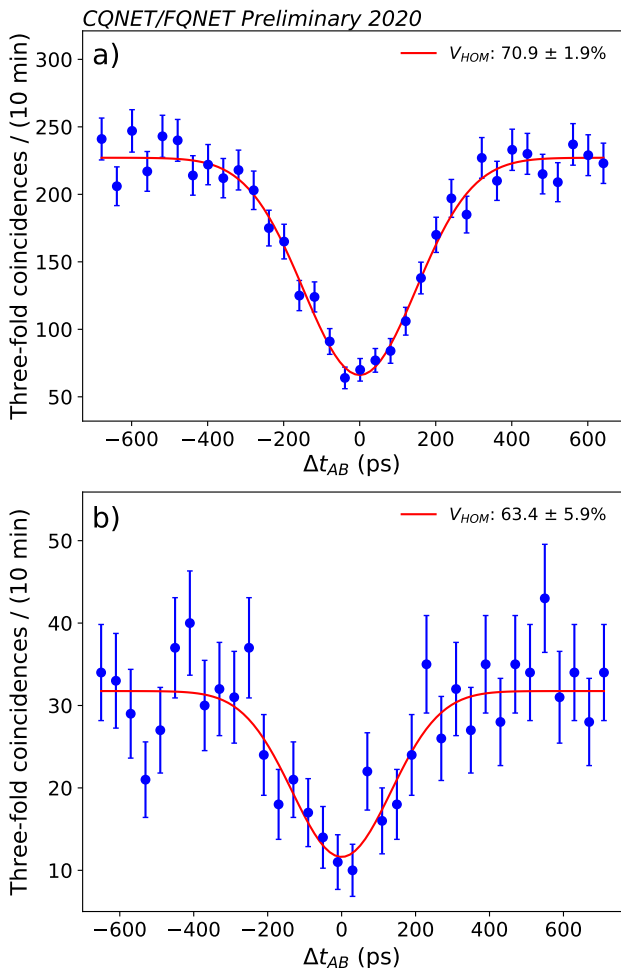 CQNET/FQNET Preliminary 2020
a)
V_HOM: 70.9 ± 1.9%
Three-fold coincidences / (10 min)
300
250
200
150
100
50
−600 −400 −200 0 200 400 600
Δt_AB (ps)
b)
V_HOM: 63.4 ± 5.9%
Three-fold coincidences / (10 min)
50
40
30
20
10
−600 −400 −200 0 200 400 600
Δt_AB (ps)